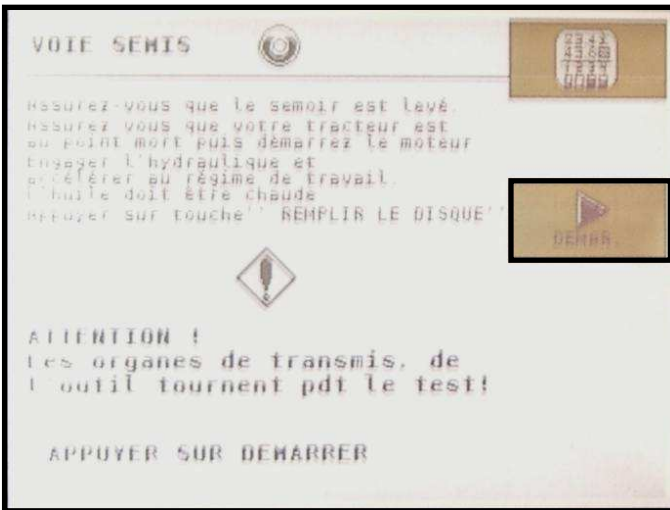 VOIE SEMIS
Assurez-vous que le semoir est levé.
Assurez vous que votre tracteur est
au point mort puis démarrez le moteur
Engager l'hydraulique et
accélérer au régime de travail.
L'huile doit être chaude
Appuyer sur touche'' REMPLIR LE DISQUE''
DEMAR.
ATTENTION !
Les organes de transmis. de
l'outil tournent pdt le test!
APPUYER SUR DEMARRER